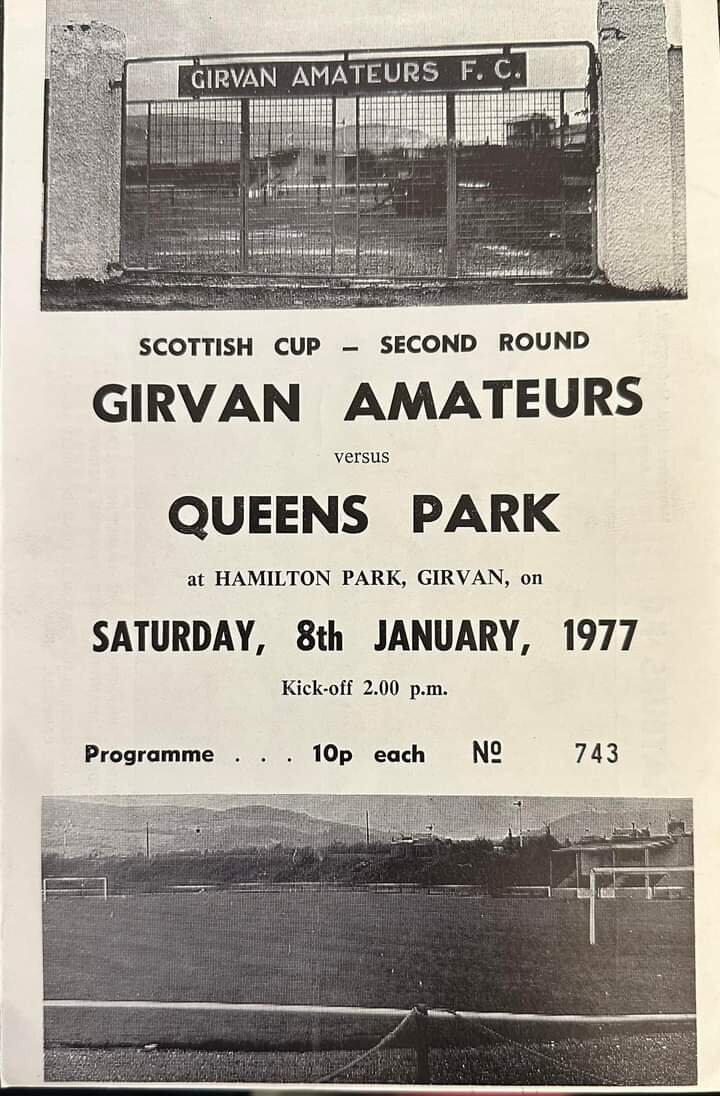 GIRVAN AMATEURS F. C.
SCOTTISH CUP – SECOND ROUND
GIRVAN AMATEURS
versus
QUEENS PARK
at HAMILTON PARK, GIRVAN, on
SATURDAY, 8th JANUARY, 1977
Kick-off 2.00 p.m.
Programme . . . 10p each Nº 743